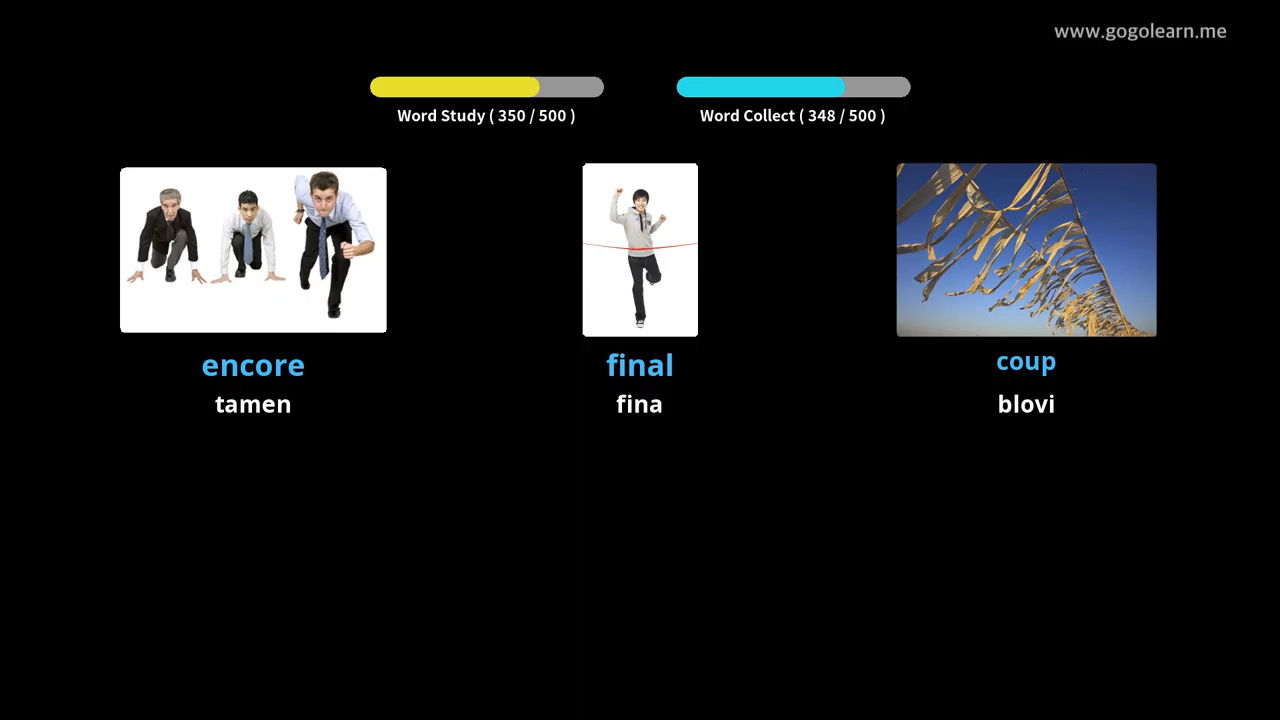 www.gogolearn.me
Word Study ( 350 / 500 )
Word Collect ( 348 / 500 )
encore
final
coup
tamen
fina
blovi